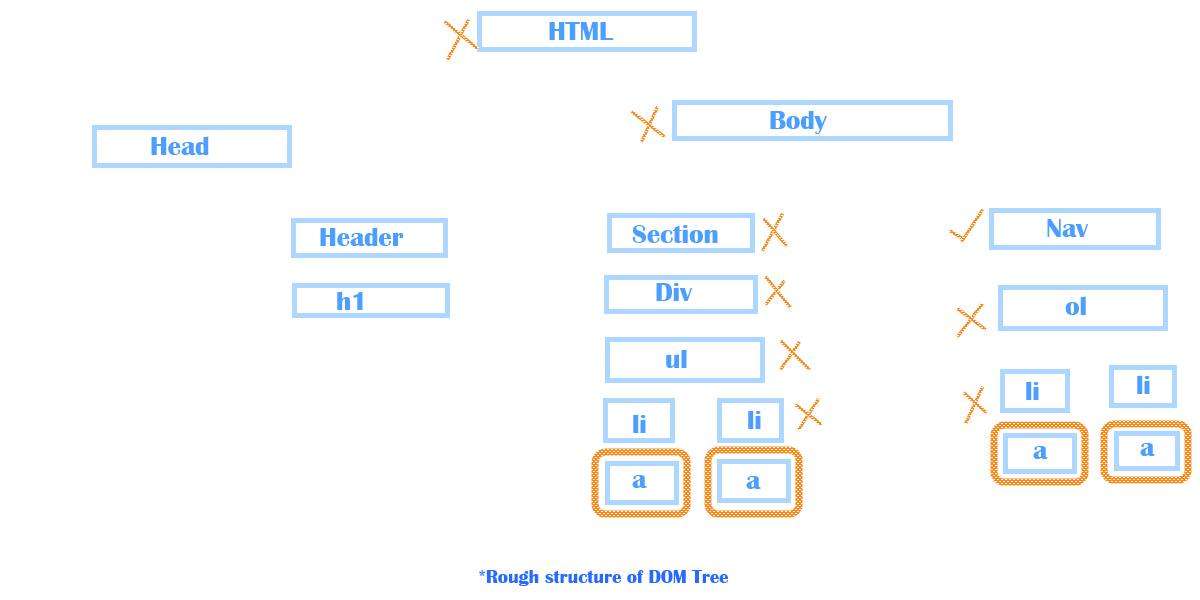 HTML
Body
Head
Header
Section
Nav
h1
Div
ol
ul
li li
li li
a a
a a
*Rough structure of DOM Tree